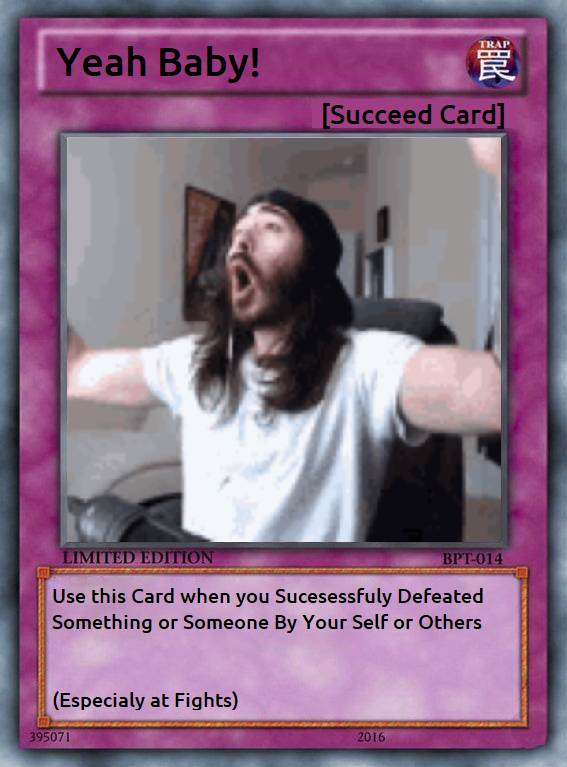 Yeah Baby!
TRAP
罠
[Succeed Card]
LIMITED EDITION
BPT-014
Use this Card when you Sucesessfuly Defeated
Something or Someone By Your Self or Others
(Especialy at Fights)
395071
2016